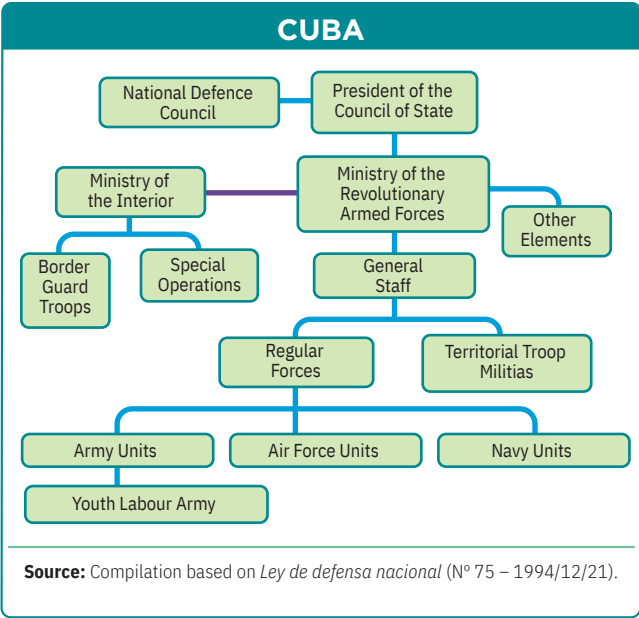 CUBA
National Defence
Council
President of the
Council of State
Ministry of
the Interior
Ministry of the
Revolutionary
Armed Forces
Other
Elements
Border
Guard
Troops
Special
Operations
General
Staff
Regular
Forces
Territorial Troop
Militias
Army Units
Air Force Units
Navy Units
Youth Labour Army
Source: Compilation based on Ley de defensa nacional (Nº 75 – 1994/12/21).